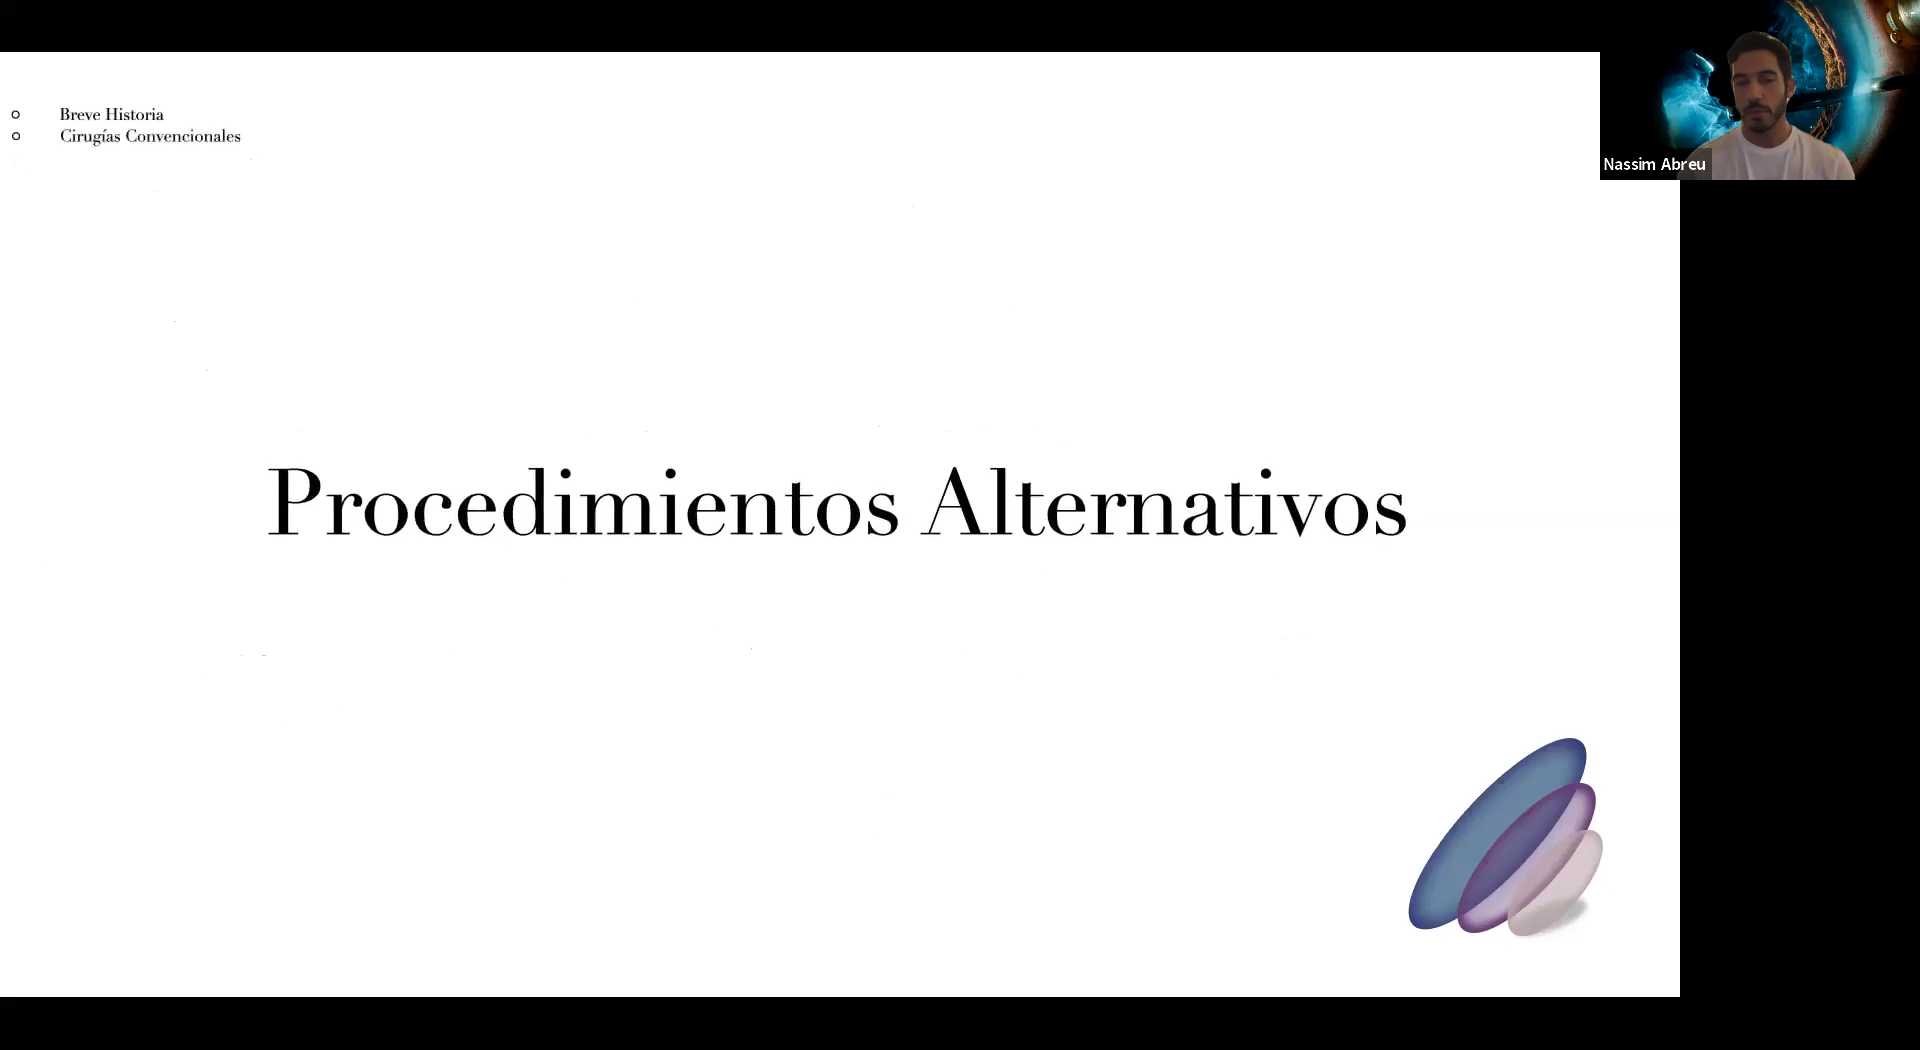 Breve Historia
Cirugías Convencionales
Procedimientos Alternativos
Nassim Abreu